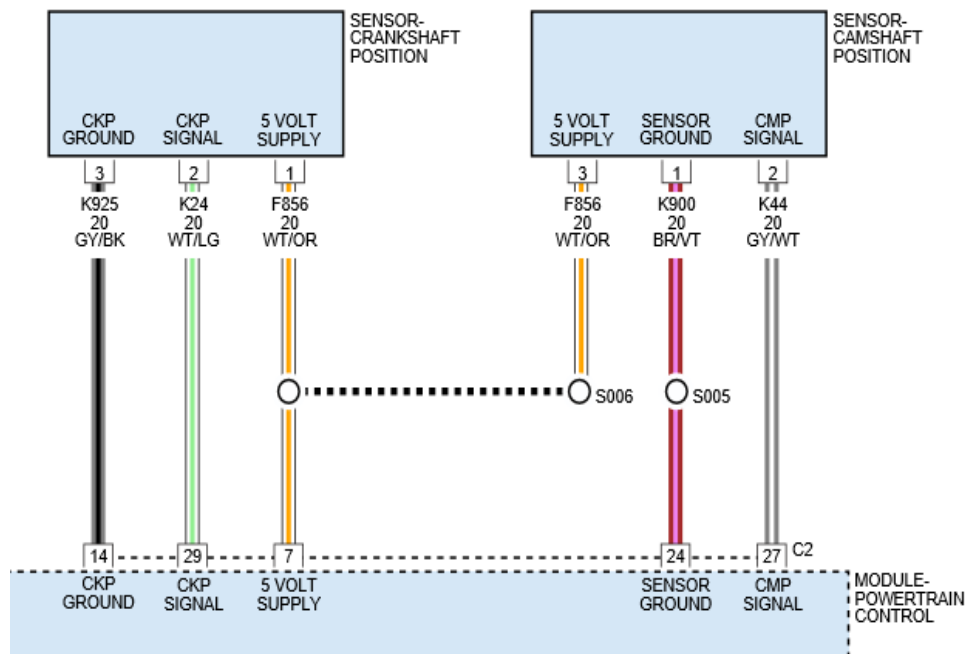 SENSOR-
CRANKSHAFT
POSITION
SENSOR-
CAMSHAFT
POSITION
CKP
GROUND
CKP
SIGNAL
5 VOLT
SUPPLY
5 VOLT
SUPPLY
SENSOR
GROUND
CMP
SIGNAL
3
2
1
3
1
2
K925
20
GY/BK
K24
20
WT/LG
F856
20
WT/OR
F856
20
WT/OR
K900
20
BR/VT
K44
20
GY/WT
S006
S005
14
29
7
24
27
C2
CKP
GROUND
CKP
SIGNAL
5 VOLT
SUPPLY
SENSOR
GROUND
CMP
SIGNAL
MODULE-
POWERTRAIN
CONTROL